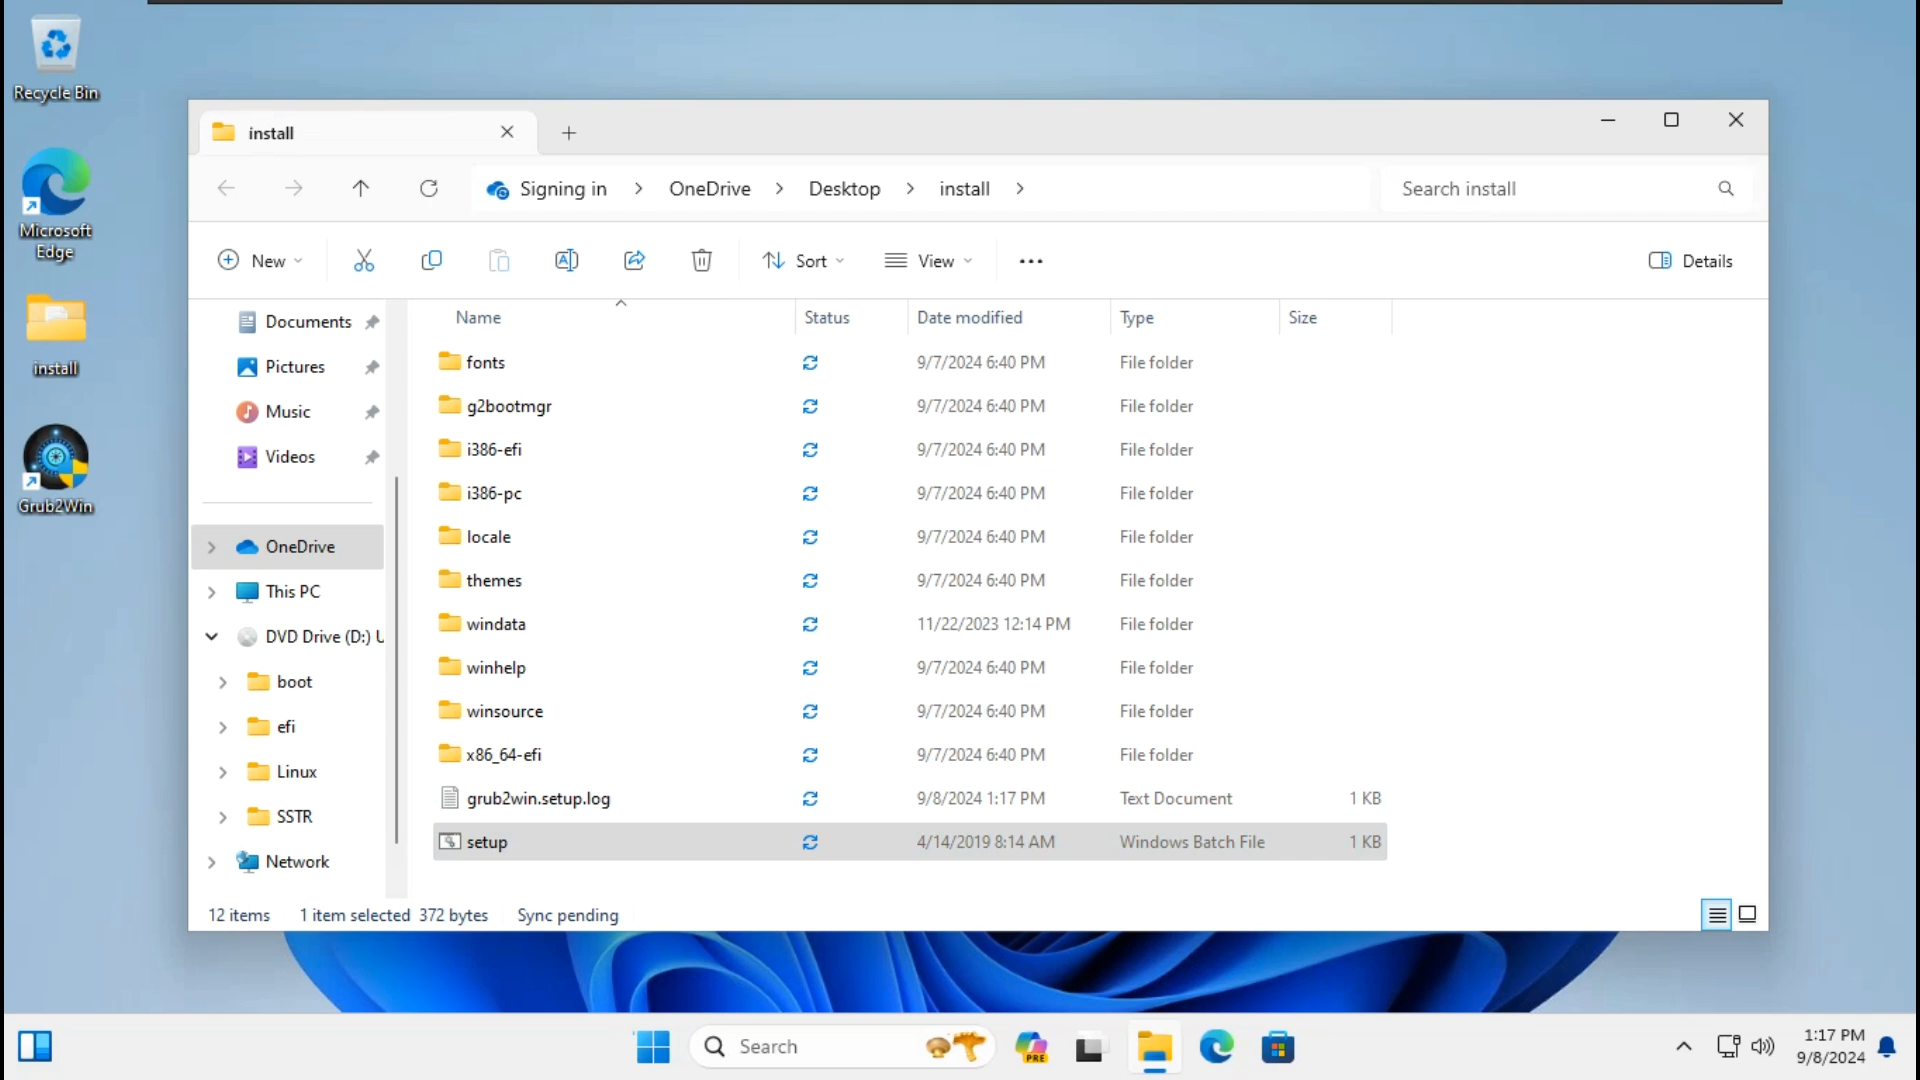 Recycle Bin
Microsoft
Edge
install
Grub2Win
install
Signing in
OneDrive
Desktop
install
Search install
New
Sort
View
Details
Documents
Pictures
Music
Videos
OneDrive
This PC
DVD Drive (D:) U
boot
efi
Linux
SSTR
Network
Name Status Date modified Type Size
fonts 9/7/2024 6:40 PM File folder
g2bootmgr 9/7/2024 6:40 PM File folder
i386-efi 9/7/2024 6:40 PM File folder
i386-pc 9/7/2024 6:40 PM File folder
locale 9/7/2024 6:40 PM File folder
themes 9/7/2024 6:40 PM File folder
windata 11/22/2023 12:14 PM File folder
winhelp 9/7/2024 6:40 PM File folder
winsource 9/7/2024 6:40 PM File folder
x86_64-efi 9/7/2024 6:40 PM File folder
grub2win.setup.log 9/8/2024 1:17 PM Text Document 1 KB
setup 4/14/2019 8:14 AM Windows Batch File 1 KB
12 items 1 item selected 372 bytes Sync pending
Search
PRE
1:17 PM
9/8/2024